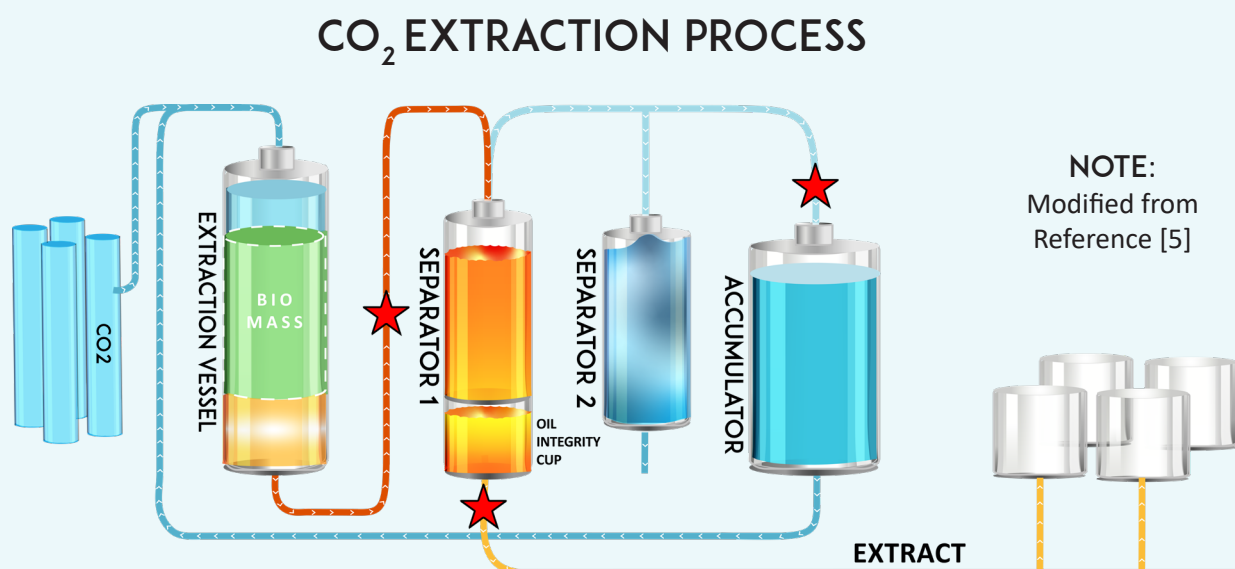 CO₂ EXTRACTION PROCESS
NOTE:
Modified from
Reference [5]
CO2
EXTRACTION VESSEL
BIO
MASS
SEPARATOR 1
OIL
INTEGRITY
CUP
SEPARATOR 2
ACCUMULATOR
EXTRACT